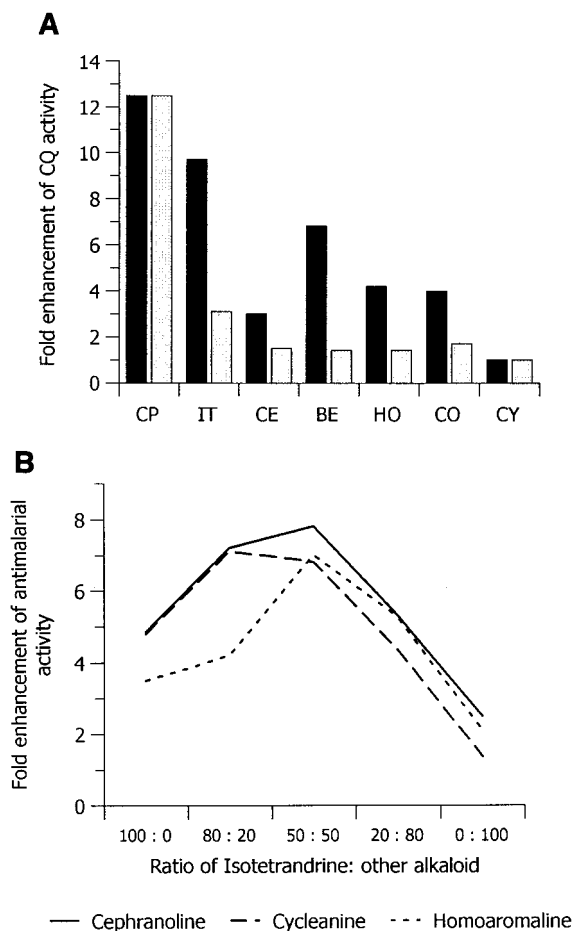 A
Fold enhancement of CQ activity
14
12
10
8
6
4
2
0
CP IT CE BE HO CO CY
B
Fold enhancement of antimalarial
activity
8
6
4
2
0
100 : 0 80 : 20 50 : 50 20 : 80 0 : 100
Ratio of Isotetrandrine: other alkaloid
Cephranoline Cycleanine Homoaromaline